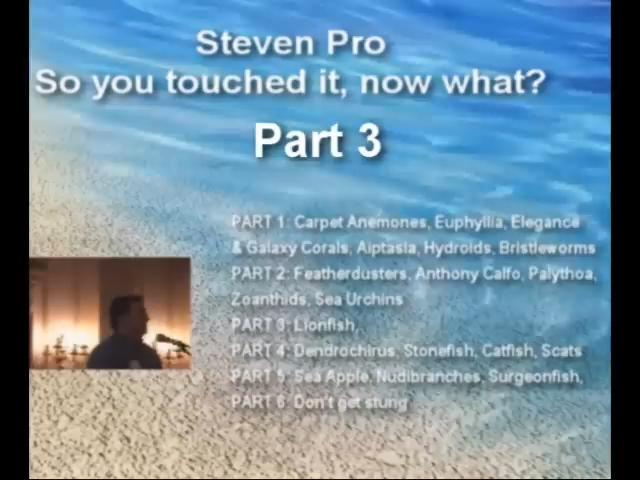 Steven Pro
So you touched it, now what?
Part 3
PART 1: Carpet Anemones, Euphyllia, Elegance
& Galaxy Corals, Aiptasia, Hydroids, Bristleworms
PART 2: Featherdusters, Anthony Calfo, Palythoa,
Zoanthids, Sea Urchins
PART 3: Lionfish,
PART 4: Dendrochirus, Stonefish, Catfish, Scats
PART 5: Sea Apple, Nudibranches, Surgeonfish,
PART 6: Don't get stung